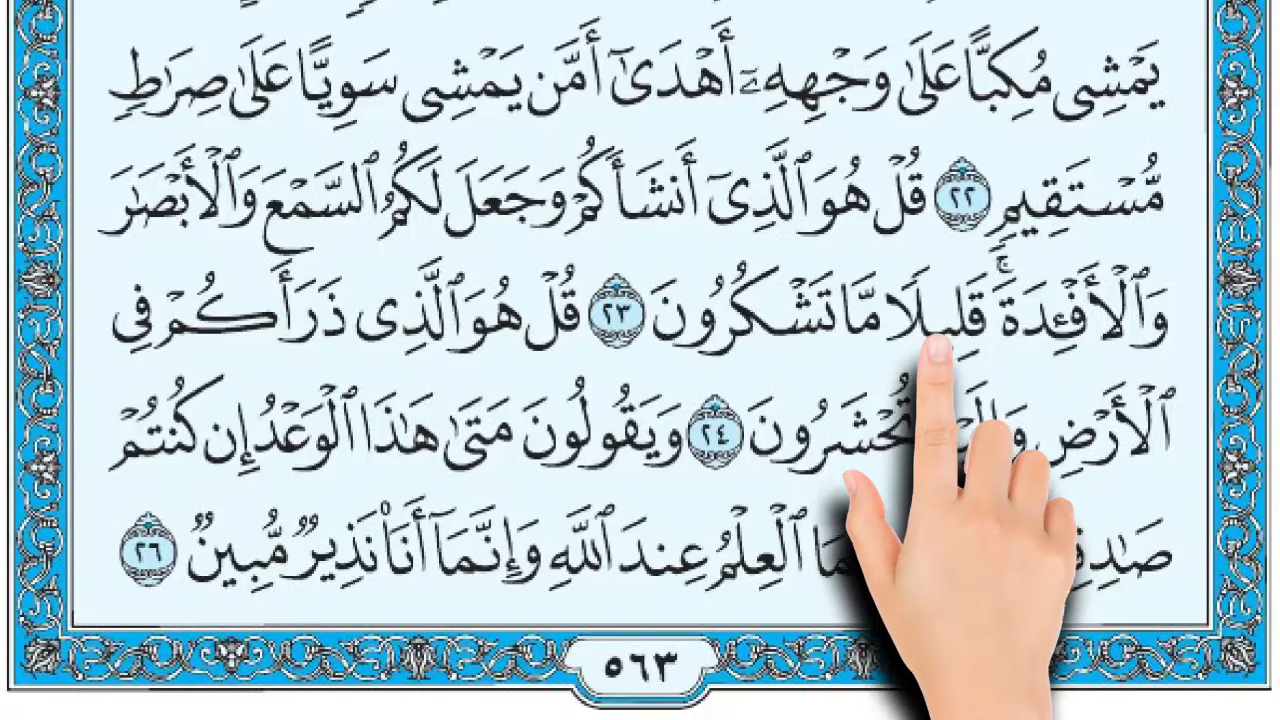 يَمْشِى مُكِبًّا عَلَىٰ وَجْهِهِۦٓ أَهْدَىٰٓ أَمَّن يَمْشِى سَوِيًّا عَلَىٰ صِرَٰطٍ
مُّسْتَقِيمٍ ٢٢ قُلْ هُوَ ٱلَّذِىٓ أَنشَأَكُمْ وَجَعَلَ لَكُمُ ٱلسَّمْعَ وَٱلْأَبْصَٰرَ
وَٱلْأَفْـِٔدَةَ ۖ قَلِيلًا مَّا تَشْكُرُونَ ٢٣ قُلْ هُوَ ٱلَّذِى ذَرَأَكُمْ فِى
ٱلْأَرْضِ تُحْشَرُونَ ٢٤ وَيَقُولُونَ مَتَىٰ هَٰذَا ٱلْوَعْدُ إِن كُنتُمْ
ٱلْعِلْمُ عِندَ ٱللَّهِ وَإِنَّمَآ أَنَا۠ نَذِيرٌ مُّبِينٌ ٢٦
٥٦٣